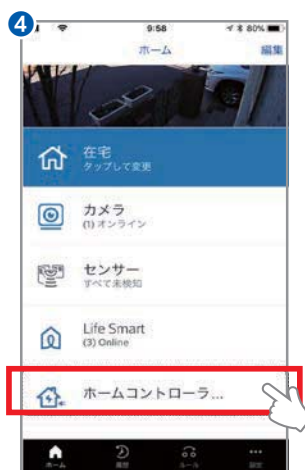 4
9:58
80%
ホーム
編集
在宅
タップして変更
カメラ
(1) オンライン
センサー
すべて未検知
Life Smart
(3) Online
ホームコントローラ...
ホーム
履歴
ルール
設定